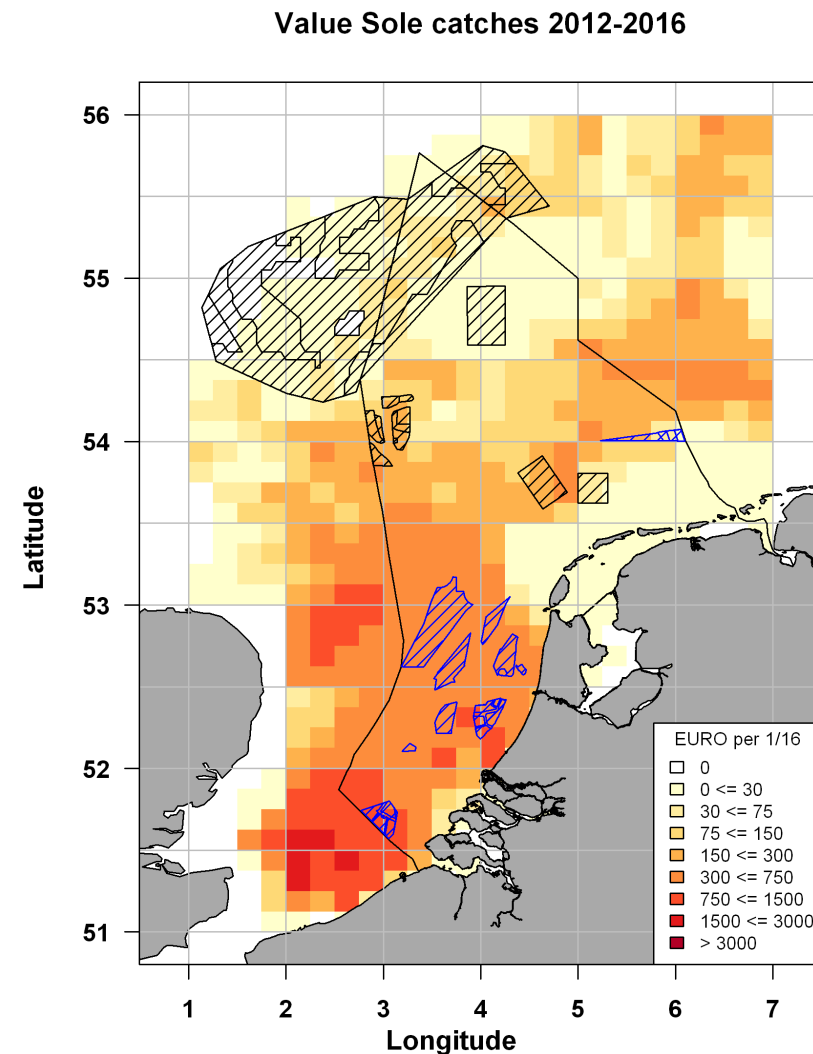 Value Sole catches 2012-2016
56
55
54
53
52
51
Latitude
EURO per 1/16
0
0 <= 30
30 <= 75
75 <= 150
150 <= 300
300 <= 750
750 <= 1500
1500 <= 3000
> 3000
1 2 3 4 5 6 7
Longitude